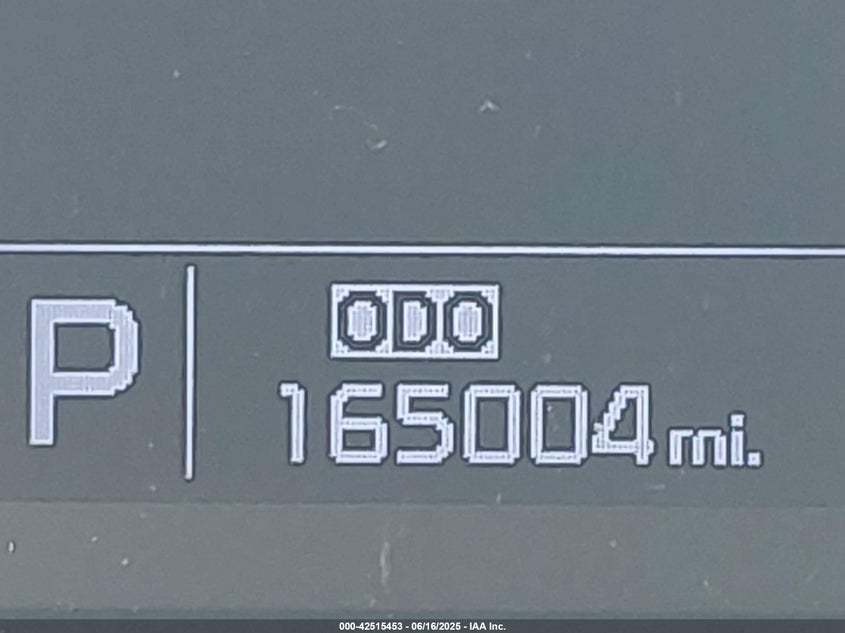 P
ODO
165004 mi.
000-42515453 - 06/16/2025 - IAA Inc.